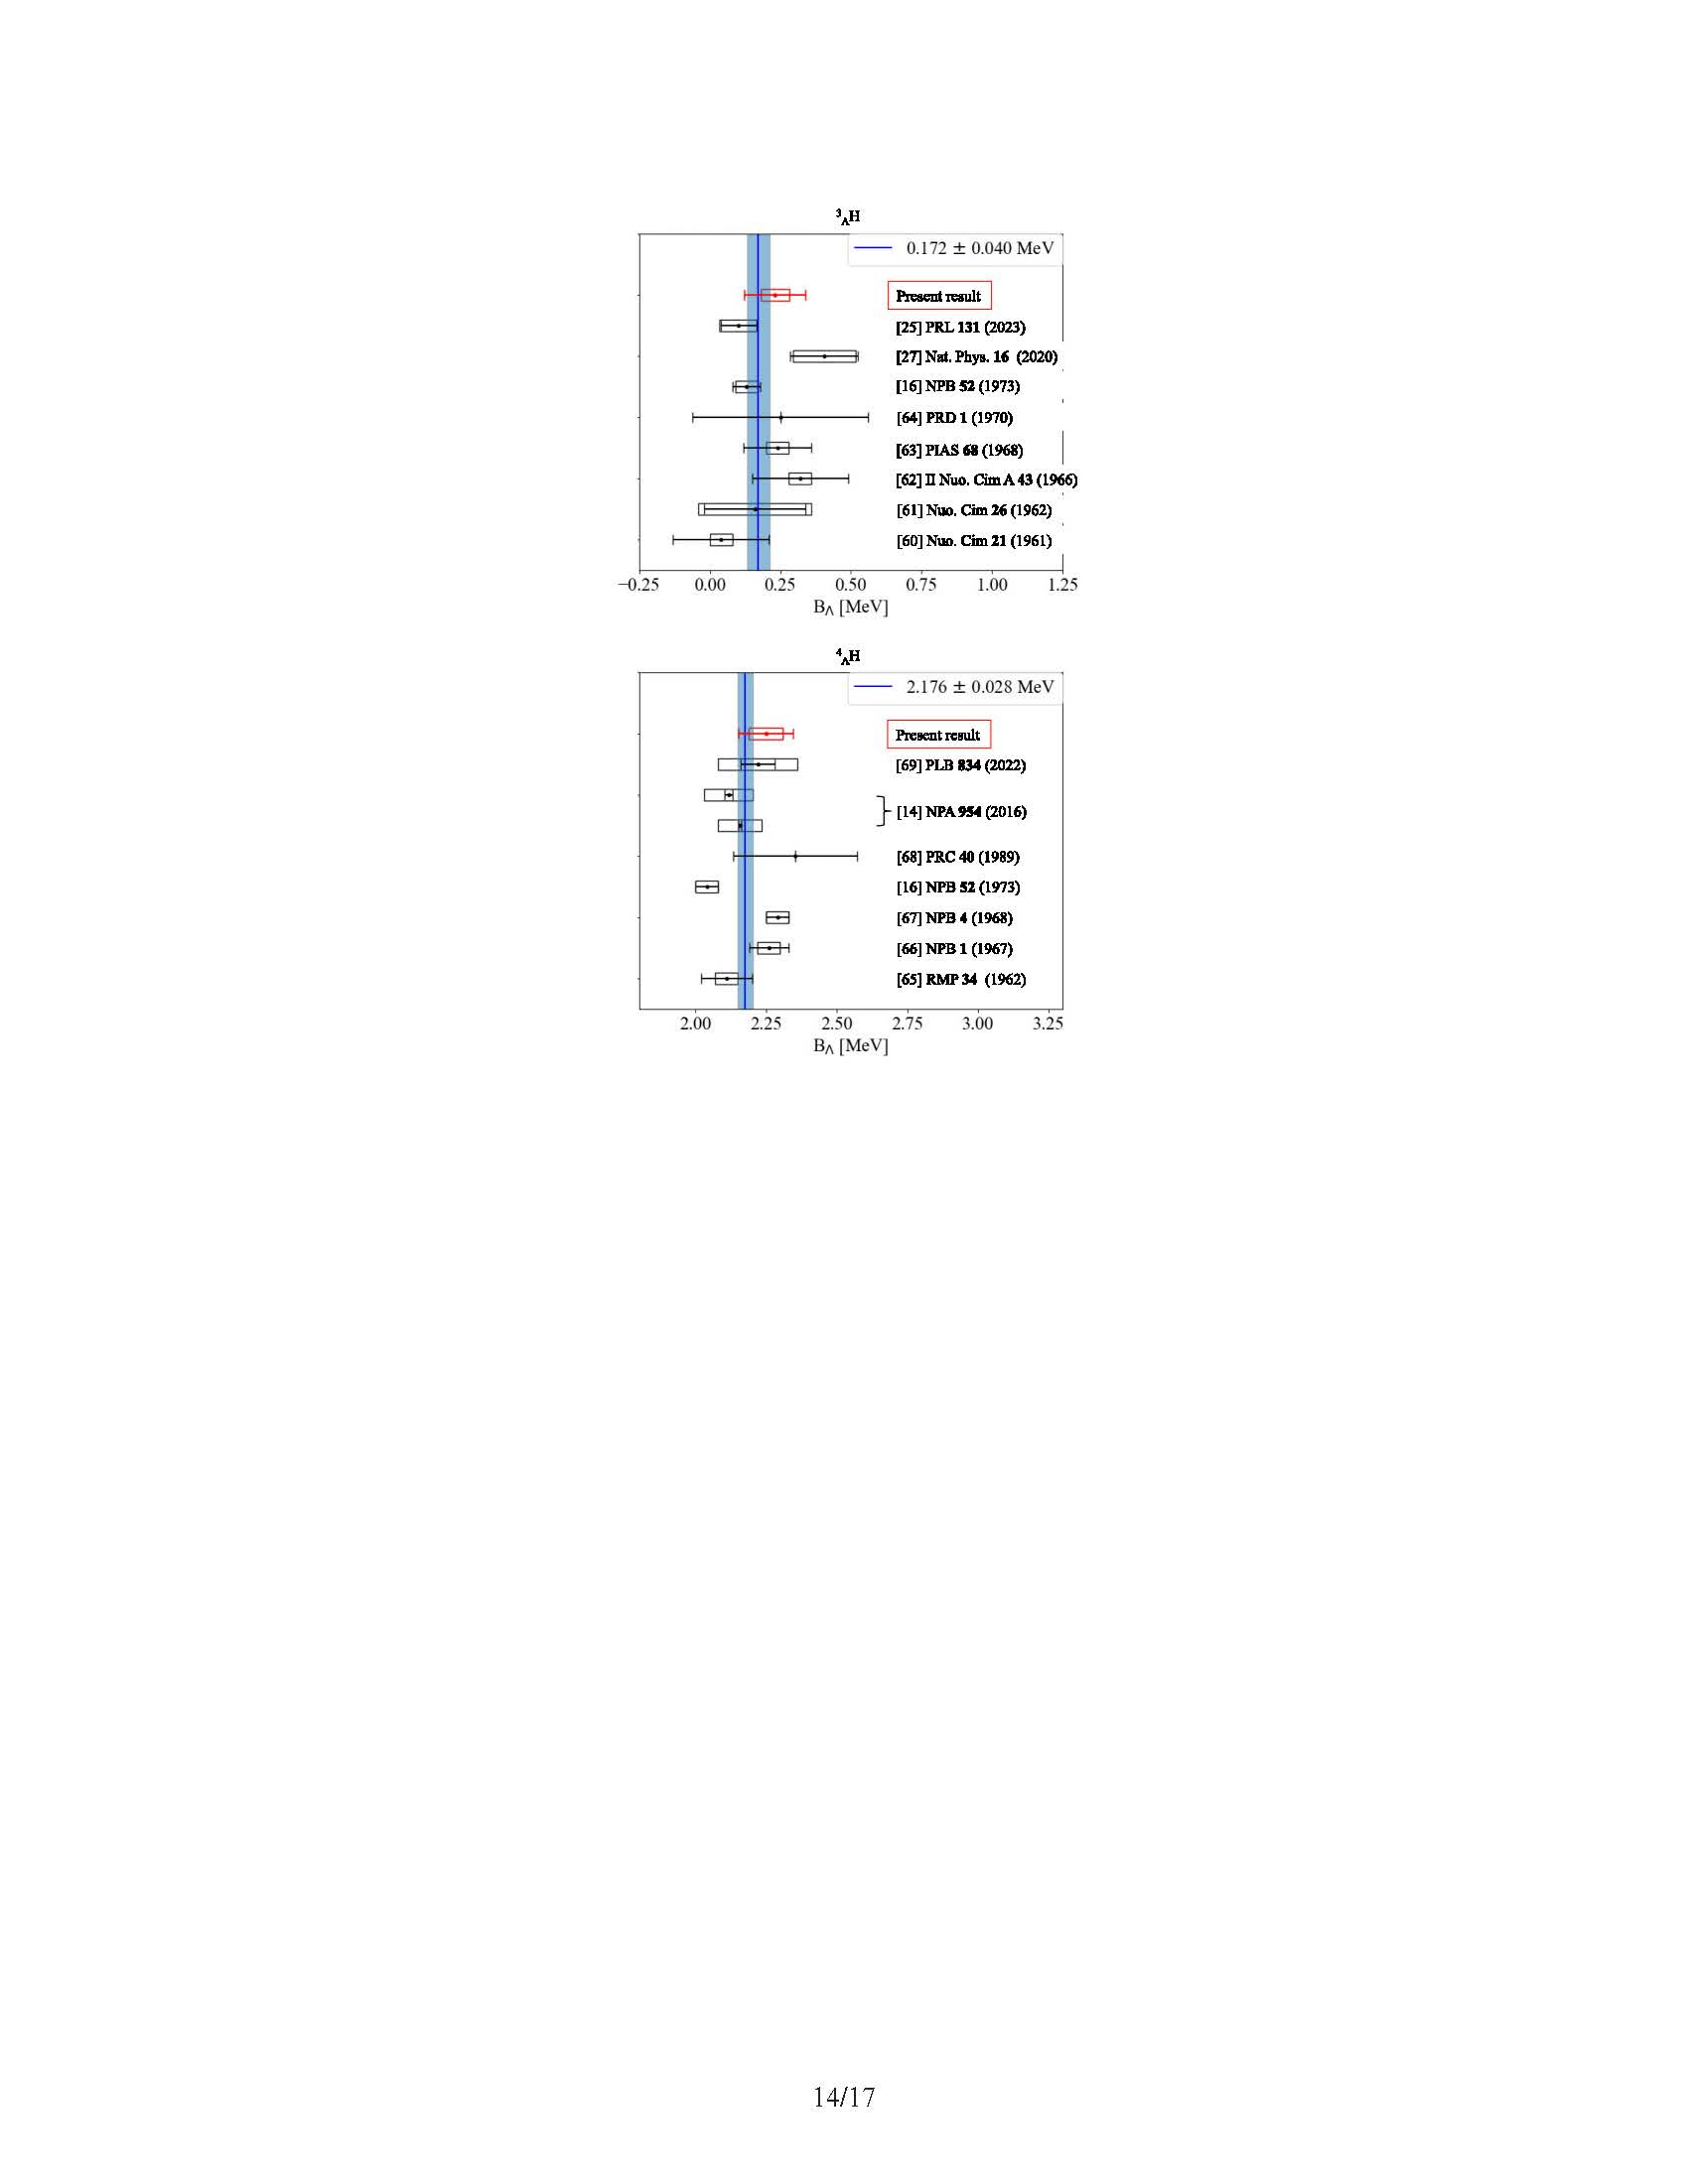 ³ΛH
0.172 ± 0.040 MeV
Present result
[25] PRL 131 (2023)
[27] Nat. Phys. 16 (2020)
[16] NPB 52 (1973)
[64] PRD 1 (1970)
[63] PIAS 68 (1968)
[62] II Nuo. Cim A 43 (1966)
[61] Nuo. Cim 26 (1962)
[60] Nuo. Cim 21 (1961)
−0.25 0.00 0.25 0.50 0.75 1.00 1.25
BΛ [MeV]
⁴ΛH
2.176 ± 0.028 MeV
Present result
[69] PLB 834 (2022)
[14] NPA 954 (2016)
[68] PRC 40 (1989)
[16] NPB 52 (1973)
[67] NPB 4 (1968)
[66] NPB 1 (1967)
[65] RMP 34 (1962)
2.00 2.25 2.50 2.75 3.00 3.25
BΛ [MeV]
14/17